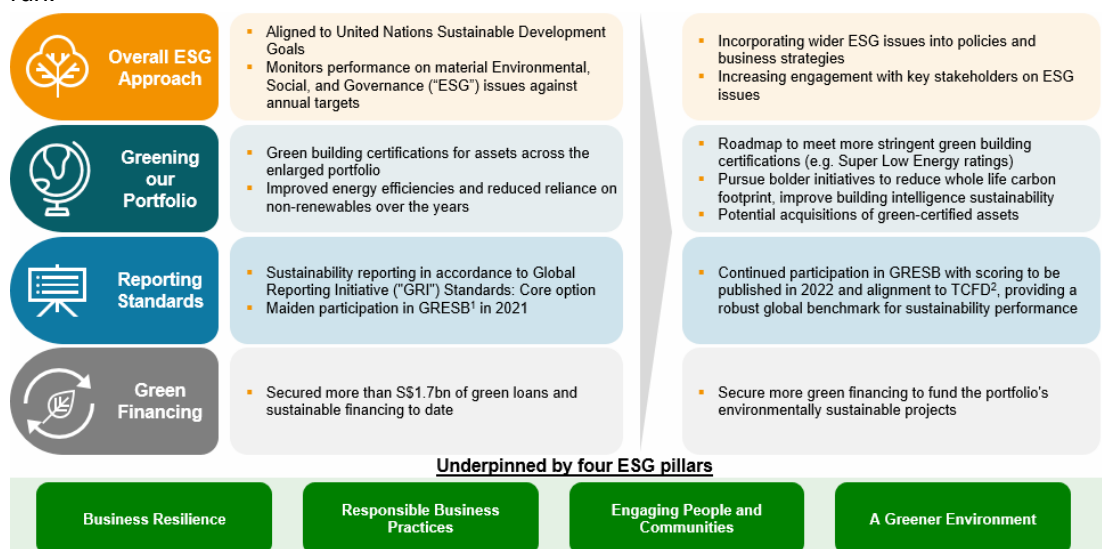 Overall ESG
Approach
▪ Aligned to United Nations Sustainable Development
Goals
▪ Monitors performance on material Environmental,
Social, and Governance (“ESG”) issues against
annual targets
▪ Incorporating wider ESG issues into policies and
business strategies
▪ Increasing engagement with key stakeholders on ESG
issues
Greening
our
Portfolio
▪ Green building certifications for assets across the
enlarged portfolio
▪ Improved energy efficiencies and reduced reliance on
non-renewables over the years
▪ Roadmap to meet more stringent green building
certifications (e.g. Super Low Energy ratings)
▪ Pursue bolder initiatives to reduce whole life carbon
footprint, improve building intelligence sustainability
▪ Potential acquisitions of green-certified assets
Reporting
Standards
▪ Sustainability reporting in accordance to Global
Reporting Initiative ("GRI") Standards: Core option
▪ Maiden participation in GRESB¹ in 2021
▪ Continued participation in GRESB with scoring to be
published in 2022 and alignment to TCFD², providing a
robust global benchmark for sustainability performance
Green
Financing
▪ Secured more than S$1.7bn of green loans and
sustainable financing to date
▪ Secure more green financing to fund the portfolio's
environmentally sustainable projects
Underpinned by four ESG pillars
Business Resilience
Responsible Business
Practices
Engaging People and
Communities
A Greener Environment